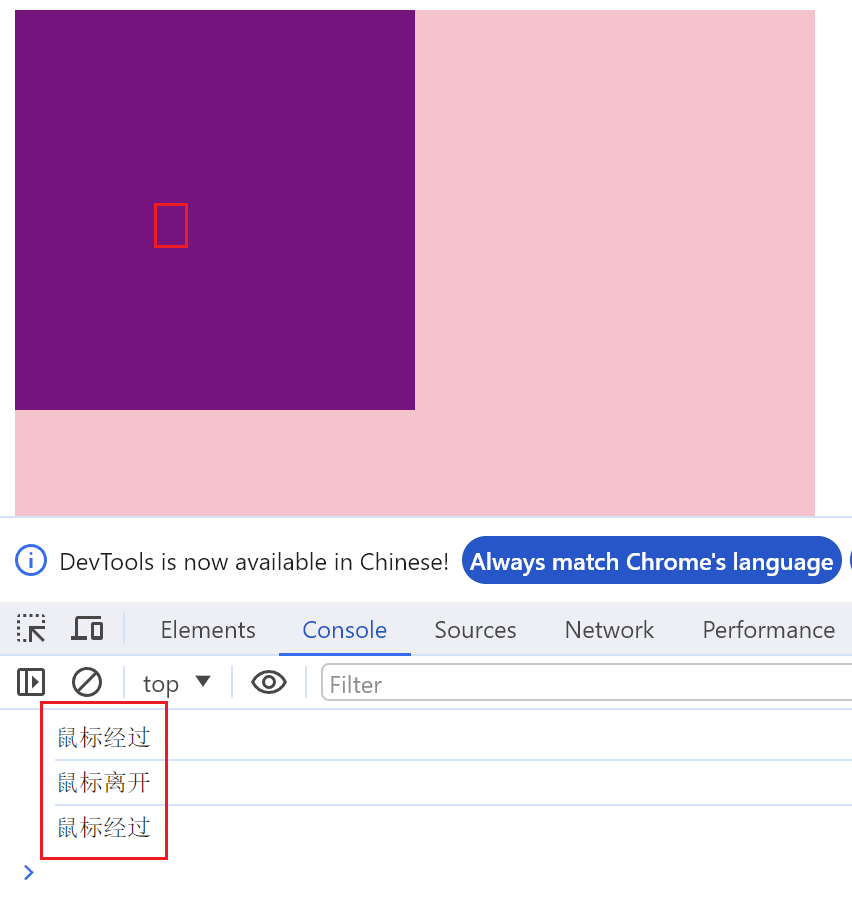 DevTools is now available in Chinese! Always match Chrome's language
Elements Console Sources Network Performance
top Filter
鼠标经过
鼠标离开
鼠标经过